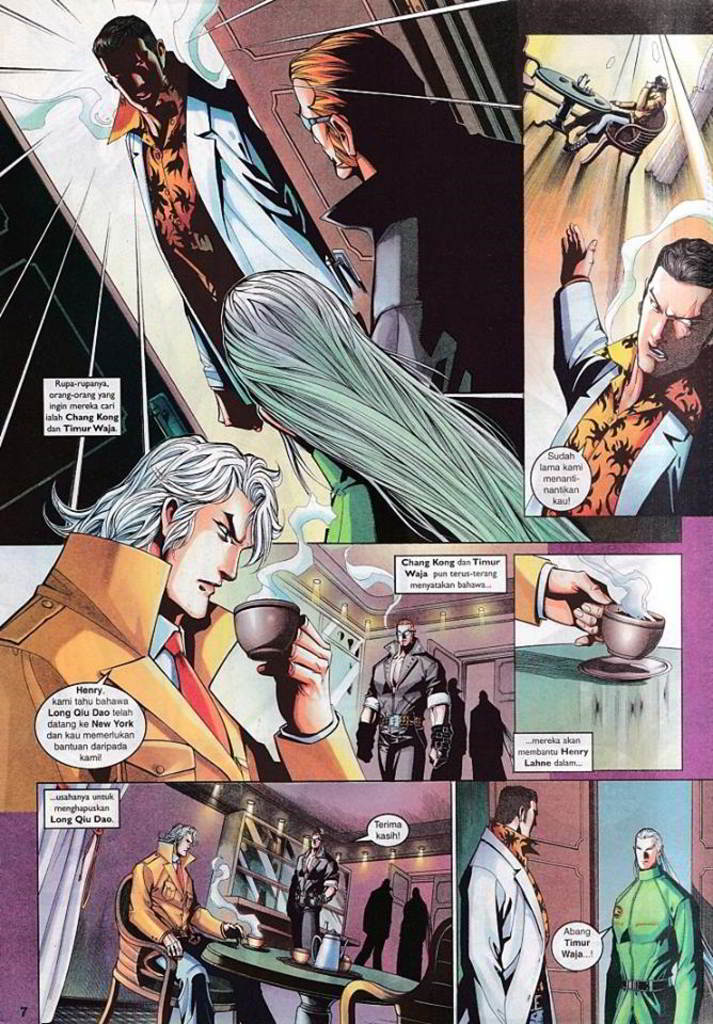 Rupa-rupanya,
orang-orang yang
ingin mereka cari
ialah Chang Kong
dan Timur Waja.
Sudah
lama kami
menanti-
nantikan
kau!
Chang Kong dan Timur
Waja pun terus-terang
menyatakan bahawa...
Henry,
kami tahu bahawa
Long Qiu Dao telah
datang ke New York
dan kau memerlukan
bantuan daripada
kami!
...mereka akan
membantu Henry
Lahne dalam...
...usahanya untuk
menghapuskan
Long Qiu Dao.
Terima
kasih!
Abang
Timur
Waja...!
7